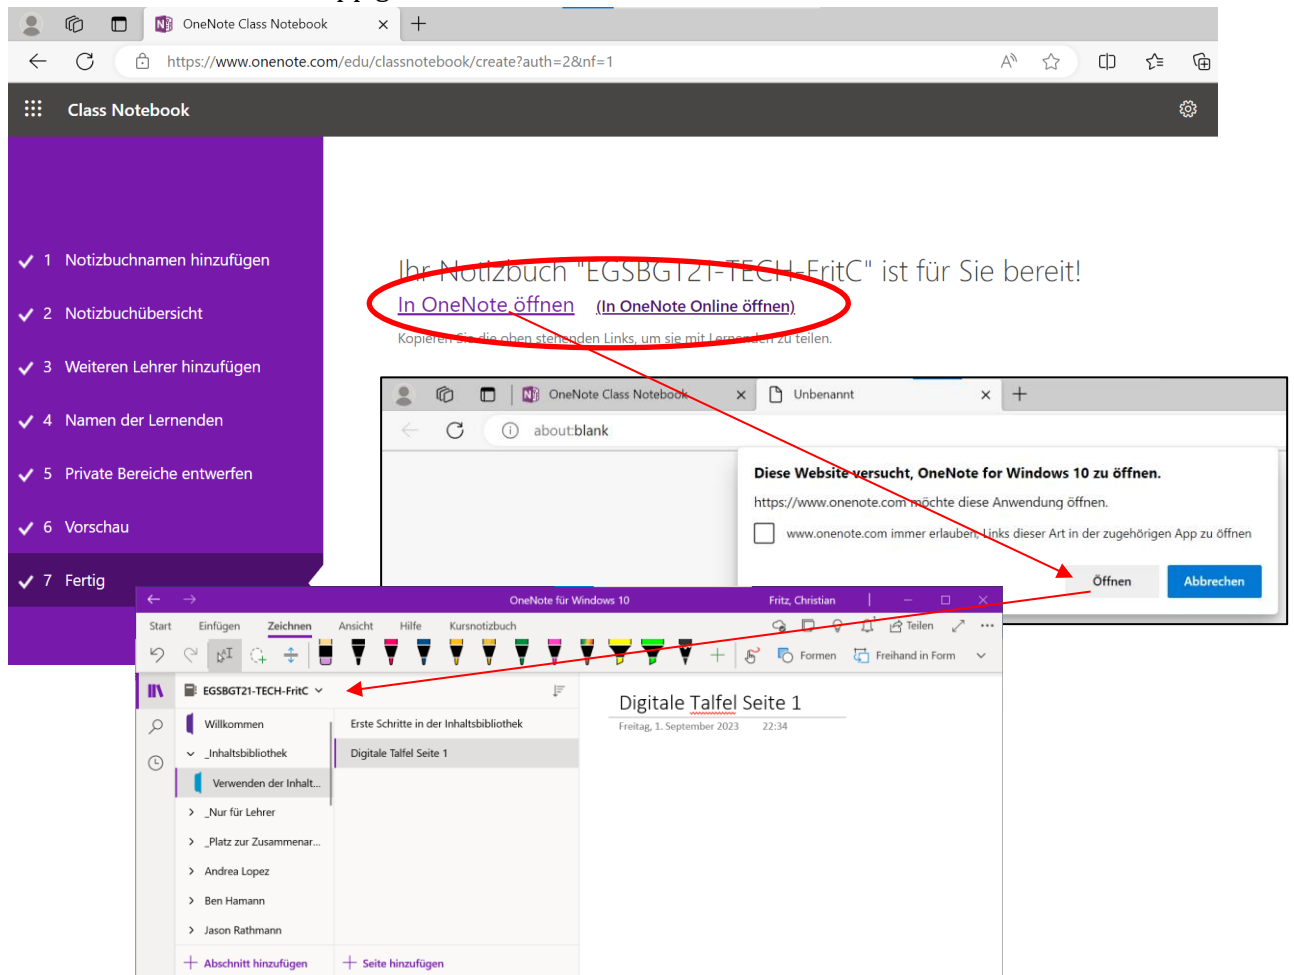 OneNote Class Notebook
https://www.onenote.com/edu/classnotebook/create?auth=2&nf=1
Class Notebook
1 Notizbuchnamen hinzufügen
2 Notizbuchübersicht
3 Weiteren Lehrer hinzufügen
4 Namen der Lernenden
5 Private Bereiche entwerfen
6 Vorschau
7 Fertig
Ihr Notizbuch "EGSBGT21-TECH-FritC" ist für Sie bereit!
In OneNote öffnen (In OneNote Online öffnen)
Kopieren Sie die oben stehenden Links, um sie mit Lernenden zu teilen.
OneNote Class Notebook Unbenannt
about:blank
Diese Website versucht, OneNote for Windows 10 zu öffnen.
https://www.onenote.com möchte diese Anwendung öffnen.
www.onenote.com immer erlauben, Links dieser Art in der zugehörigen App zu öffnen
Öffnen Abbrechen
OneNote für Windows 10 Fritz, Christian
Start Einfügen Zeichnen Ansicht Hilfe Kursnotizbuch Teilen
Formen Freihand in Form
EGSBGT21-TECH-FritC
Willkommen
_Inhaltsbibliothek
Verwenden der Inhalt...
_Nur für Lehrer
_Platz zur Zusammenar...
Andrea Lopez
Ben Hamann
Jason Rathmann
Abschnitt hinzufügen
Erste Schritte in der Inhaltsbibliothek
Digitale Talfel Seite 1
Seite hinzufügen
Digitale Talfel Seite 1
Freitag, 1. September 2023 22:34